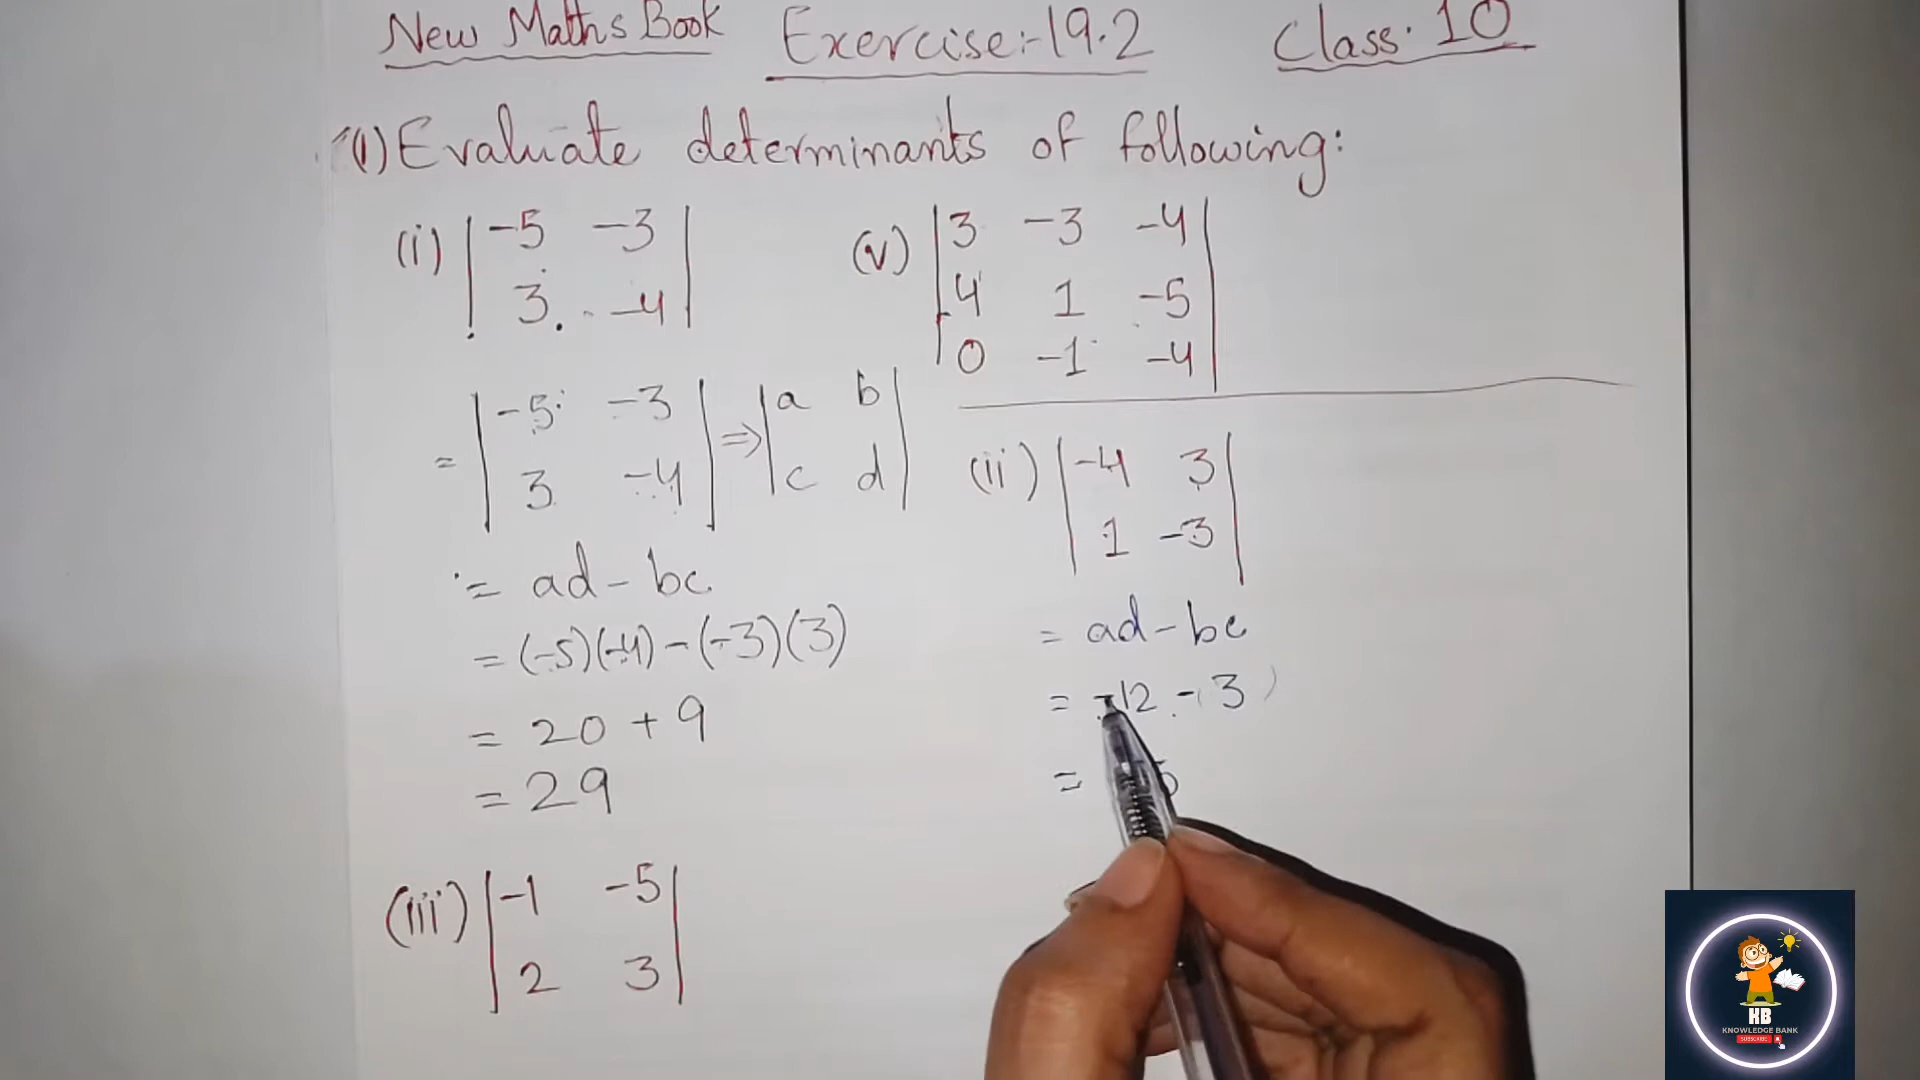 New Maths Book Exercise:-19.2 Class. 10
(1) Evaluate determinants of following:
(i) | -5 -3 |
| 3 -4 |
= | -5 -3 | ⇒ | a b |
| 3 -4 | | c d |
= ad - bc
= (-5)(-4) - (-3)(3)
= 20 + 9
= 29
(iii) | -1 -5 |
| 2 3 |
(v) | 3 -3 -4 |
| 4 1 -5 |
| 0 -1 -4 |
(ii) | -4 3 |
| 1 -3 |
= ad - bc
= -12 - 3
=
KB
KNOWLEDGE BANK
SUBSCRIBE